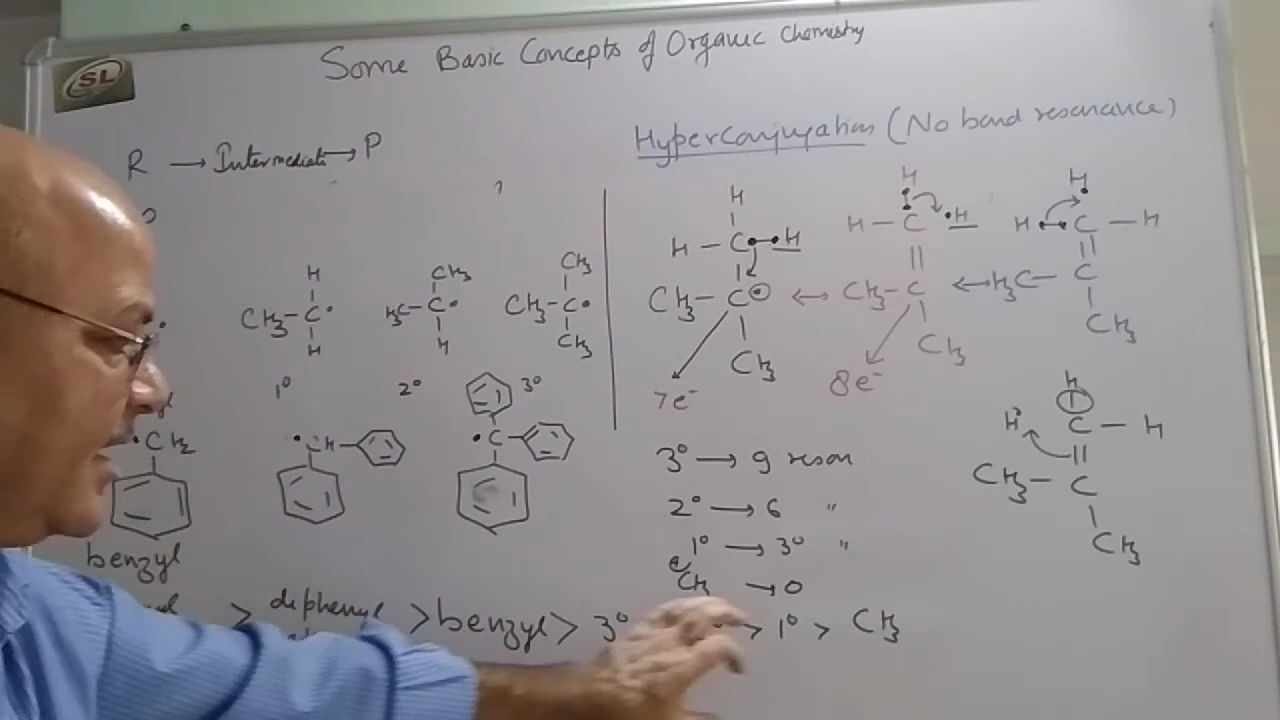 Some Basic Concepts of Organic Chemistry
SL
R → Intermediate → P
Hyperconjugation (No bond resonance)
H
H – C – H
CH3 – C
CH3
7e-
↔
H
H – C H
CH3 – C
CH3
8e-
↔
H
H C – H
H3C – C
CH3
H
CH3 – C •
H
1°
CH3
H3C – C •
H
2°
CH3
CH3 – C •
CH3
3°
• CH2
benzyl
• CH
• C
H
H C – H
CH3 – C
CH3
3° → 9 reson
2° → 6 "
1° → 3° "
CH3 → 0
> diphenyl > benzyl > 3° > 1° > CH3